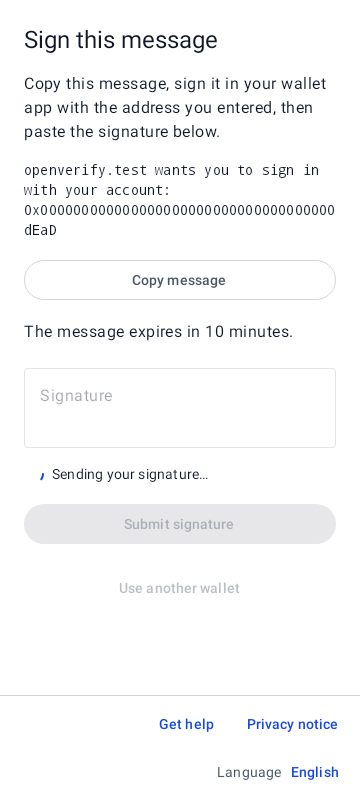 Sign this message
Copy this message, sign it in your wallet
app with the address you entered, then
paste the signature below.
openverify.test wants you to sign in
with your account:
0x0000000000000000000000000000000000
dEaD
Copy message
The message expires in 10 minutes.
Signature
Sending your signature…
Submit signature
Use another wallet
Get help Privacy notice
Language English